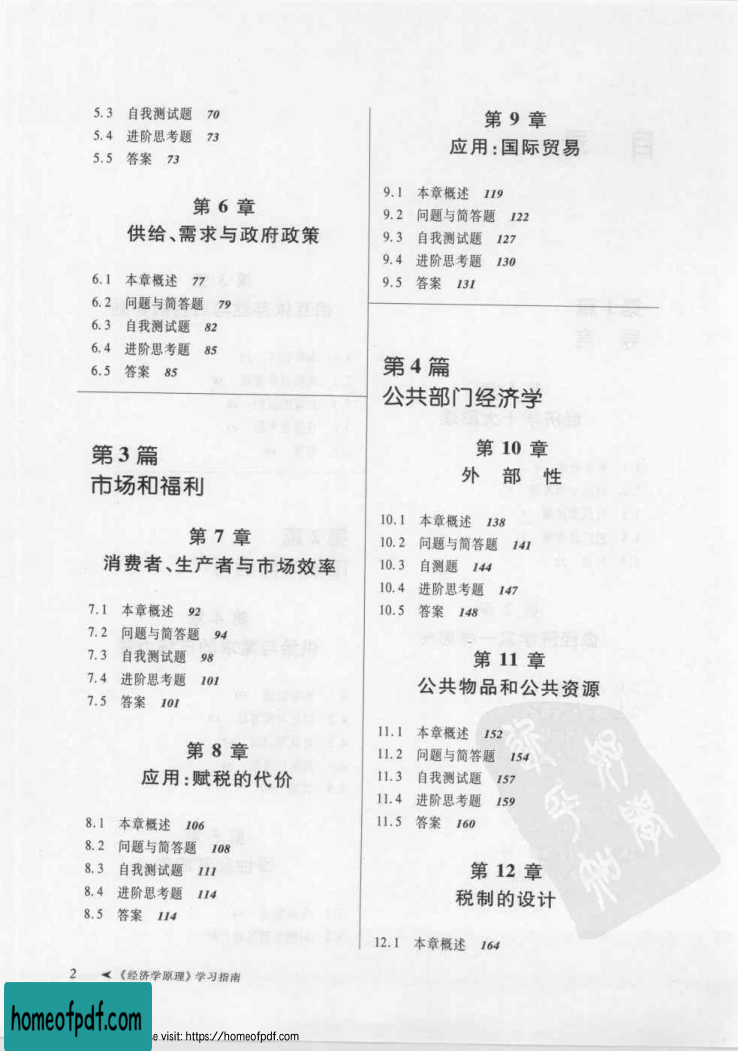 5.3 自我测试题 70
5.4 进阶思考题 73
5.5 答案 73
第 6 章
供给、需求与政府政策
6.1 本章概述 77
6.2 问题与简答题 79
6.3 自我测试题 82
6.4 进阶思考题 85
6.5 答案 85
第3篇
市场和福利
第 7 章
消费者、生产者与市场效率
7.1 本章概述 92
7.2 问题与简答题 94
7.3 自我测试题 98
7.4 进阶思考题 101
7.5 答案 101
第 8 章
应用:赋税的代价
8.1 本章概述 106
8.2 问题与简答题 108
8.3 自我测试题 111
8.4 进阶思考题 114
8.5 答案 114
第 9 章
应用:国际贸易
9.1 本章概述 119
9.2 问题与简答题 122
9.3 自我测试题 127
9.4 进阶思考题 130
9.5 答案 131
第4篇
公共部门经济学
第 10 章
外 部 性
10.1 本章概述 138
10.2 问题与简答题 141
10.3 自测题 144
10.4 进阶思考题 147
10.5 答案 148
第 11 章
公共物品和公共资源
11.1 本章概述 152
11.2 问题与简答题 154
11.3 自我测试题 157
11.4 进阶思考题 159
11.5 答案 160
第 12 章
税制的设计
12.1 本章概述 164
2 《经济学原理》学习指南
homeofpdf.com
e visit: https://homeofpdf.com